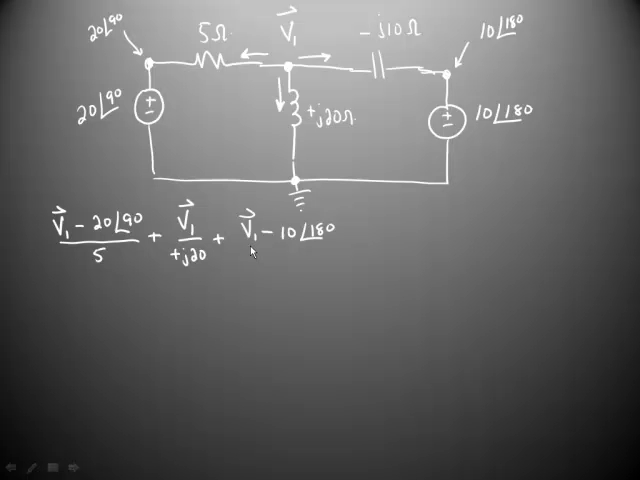 20∠90 5Ω V⃗₁ -j10Ω 10∠180
20∠90 + - +j20Ω + - 10∠180
V⃗₁ - 20∠90 / 5 + V⃗₁ / +j20 + V⃗₁ - 10∠180